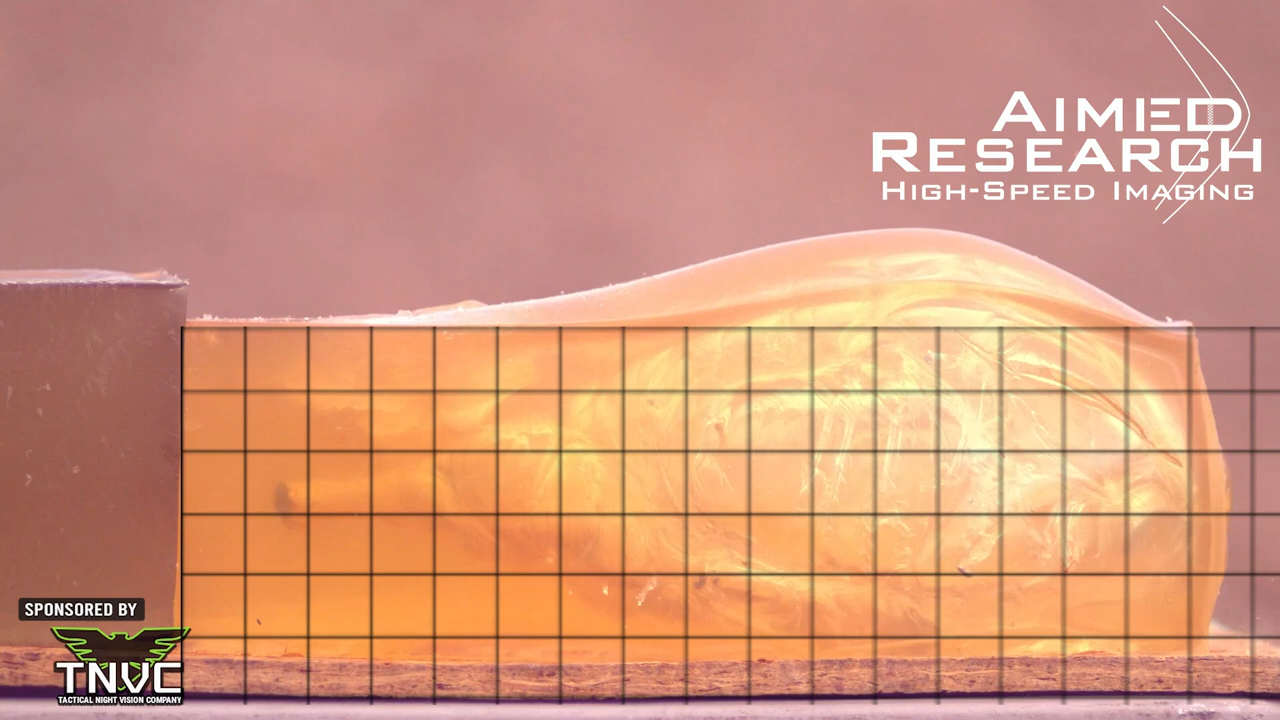 AIMED
RESEARCH
HIGH-SPEED IMAGING
SPONSORED BY
TNVC
TACTICAL NIGHT VISION COMPANY